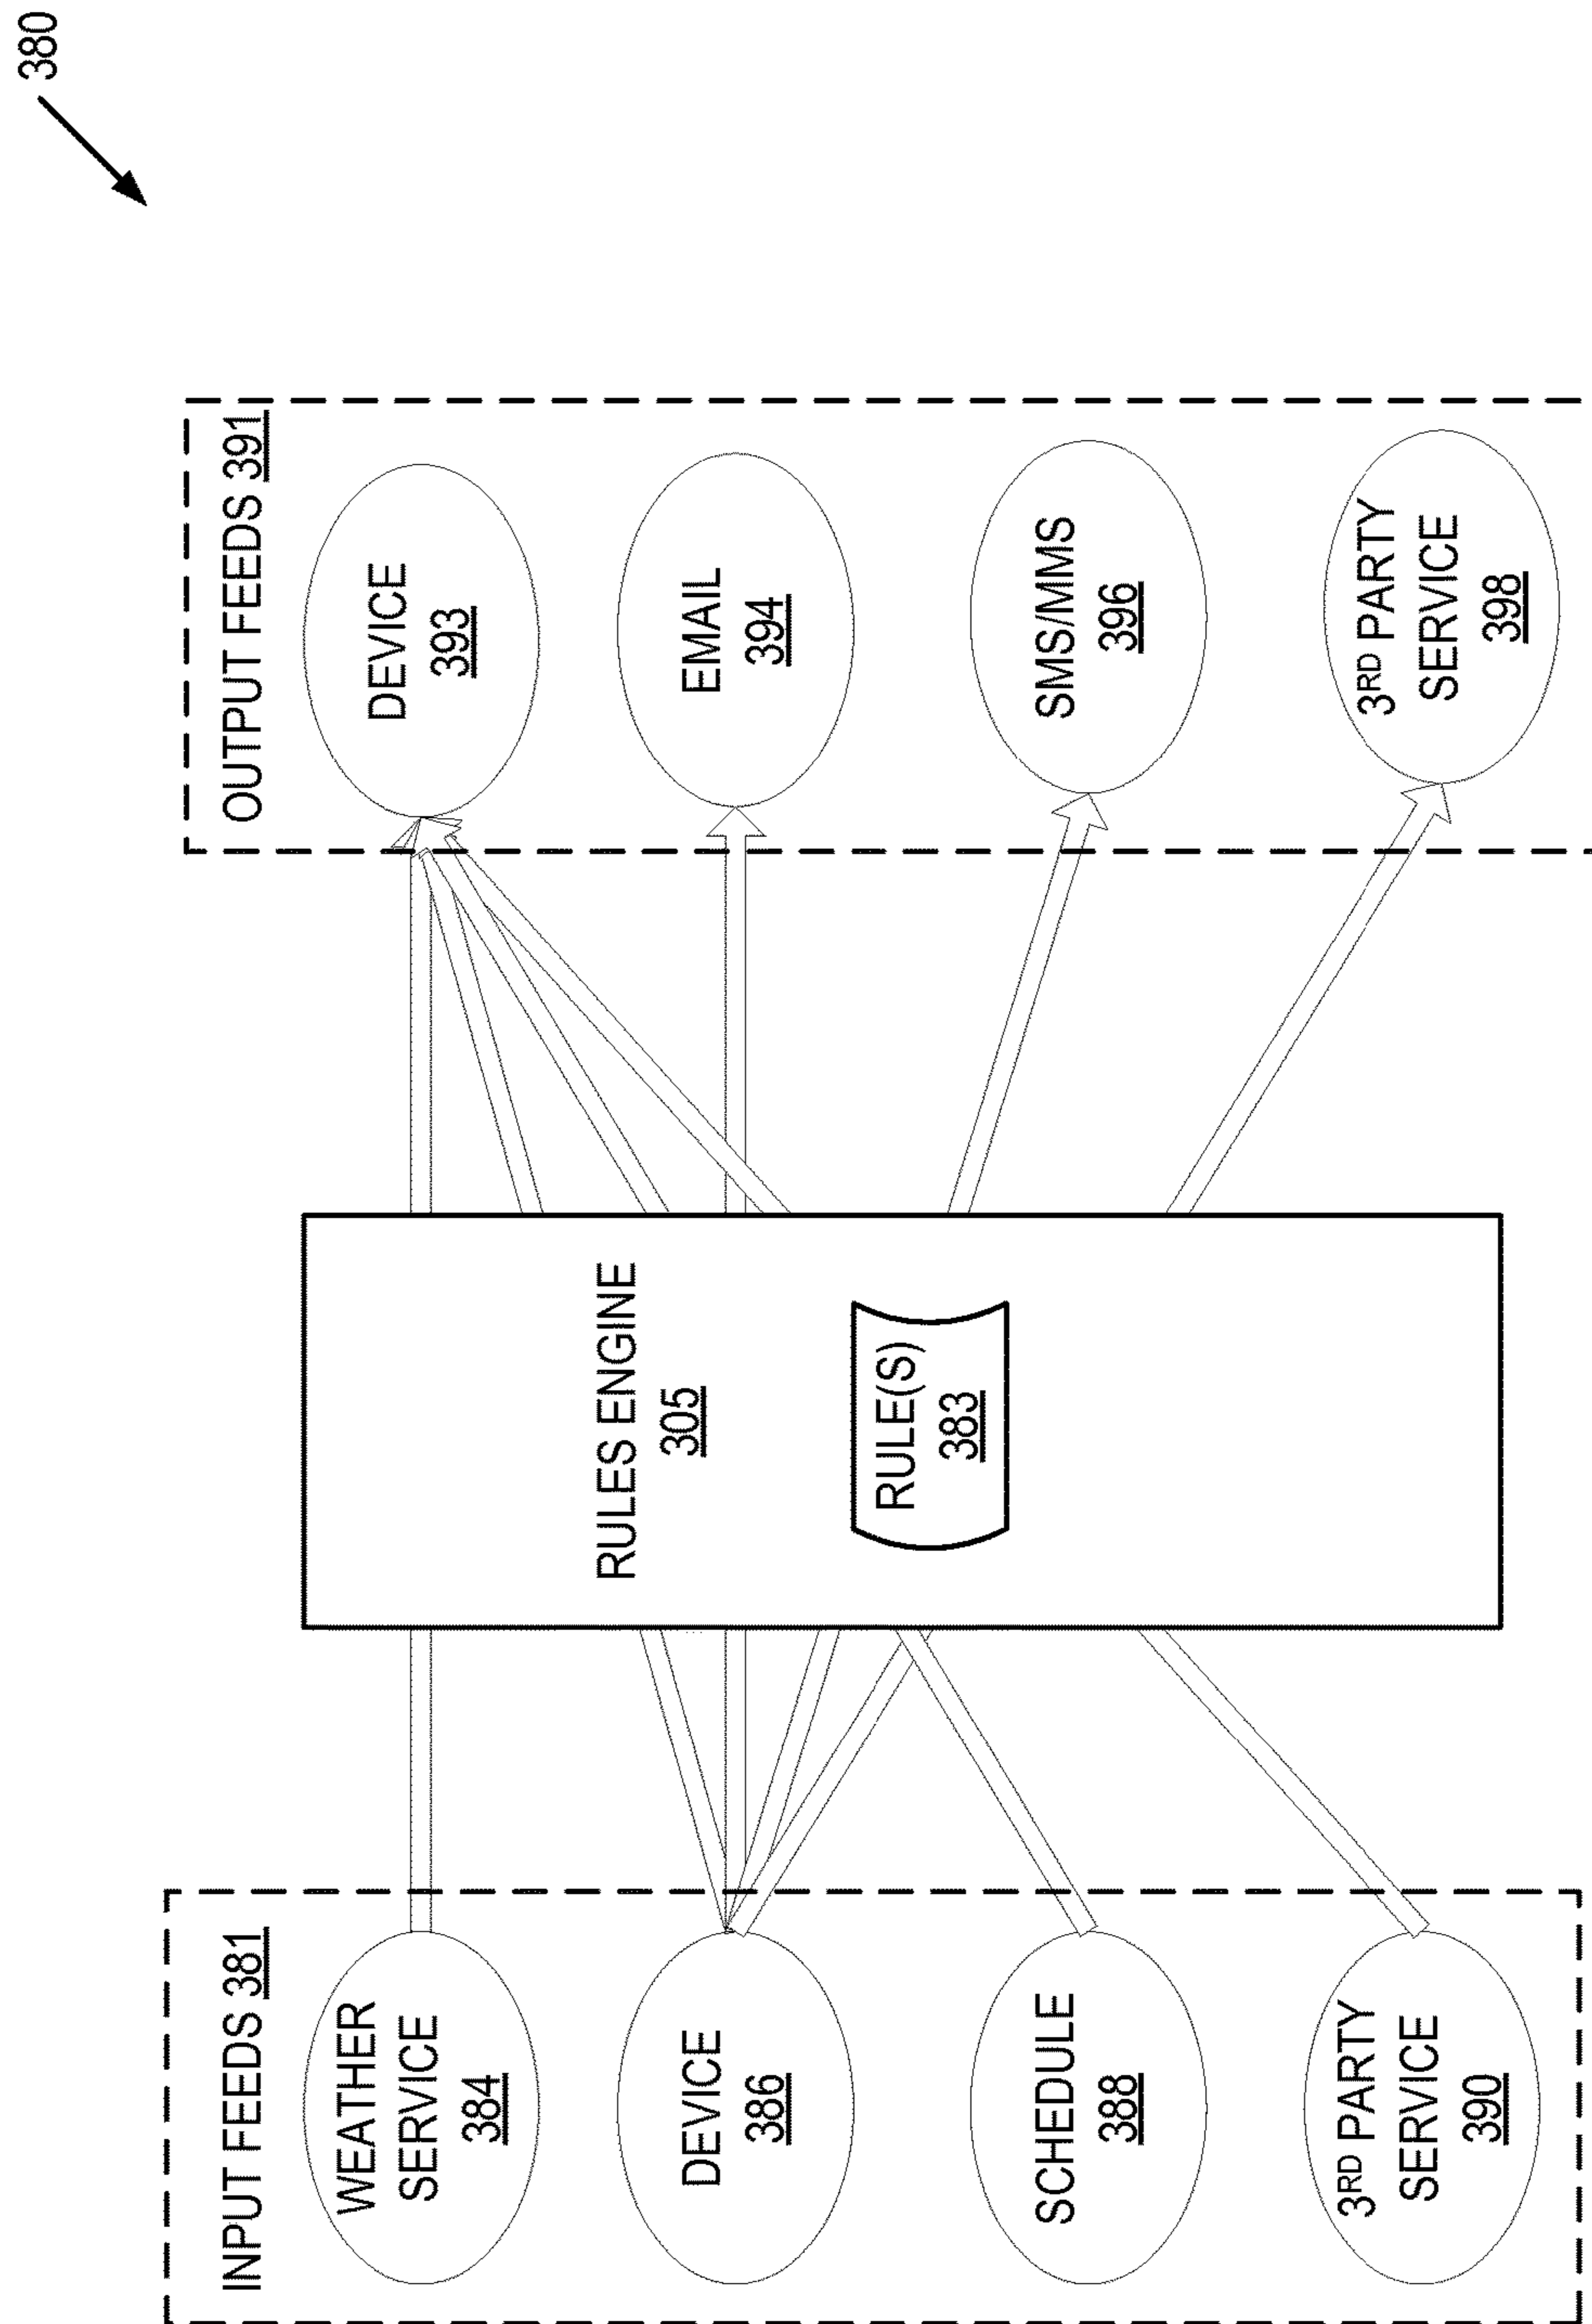 380
INPUT FEEDS 381
WEATHER
SERVICE
384
DEVICE
386
SCHEDULE
388
3RD PARTY
SERVICE
390
RULES ENGINE
305
RULE(S)
383
OUTPUT FEEDS 391
DEVICE
393
EMAIL
394
SMS/MMS
396
3RD PARTY
SERVICE
398